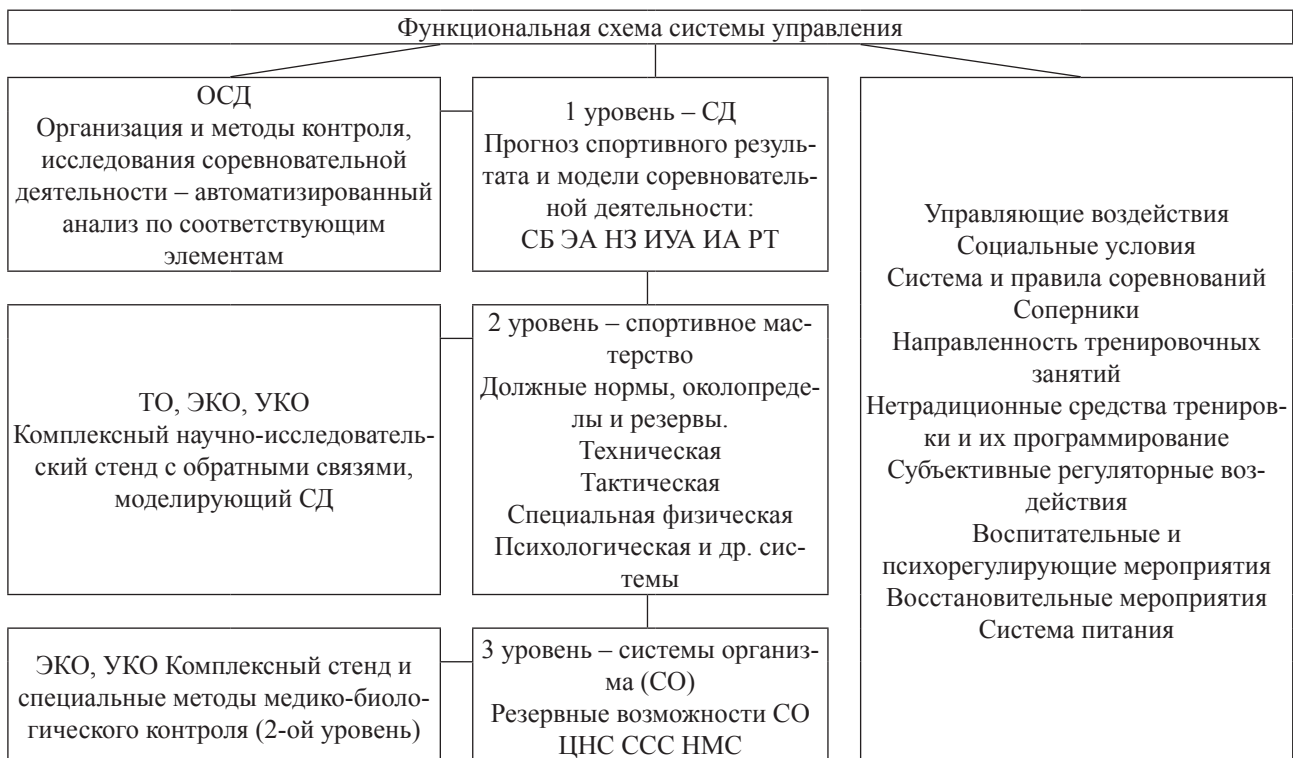 Функциональная схема системы управления
ОСД
Организация и методы контроля,
исследования соревновательной
деятельности – автоматизированный
анализ по соответствующим
элементам
1 уровень – СД
Прогноз спортивного резуль-
тата и модели соревнователь-
ной деятельности:
СБ ЭА НЗ ИУА ИА РТ
ТО, ЭКО, УКО
Комплексный научно-исследователь-
ский стенд с обратными связями,
моделирующий СД
2 уровень – спортивное мас-
терство
Должные нормы, околопреде-
лы и резервы.
Техническая
Тактическая
Специальная физическая
Психологическая и др. сис-
темы
ЭКО, УКО Комплексный стенд и
специальные методы медико-биоло-
гического контроля (2-ой уровень)
3 уровень – системы организ-
ма (СО)
Резервные возможности СО
ЦНС ССС НМС
Управляющие воздействия
Социальные условия
Система и правила соревнований
Соперники
Направленность тренировочных
занятий
Нетрадиционные средства трениров-
ки и их программирование
Субъективные регуляторные воз-
действия
Воспитательные и
психорегулирующие мероприятия
Восстановительные мероприятия
Система питания